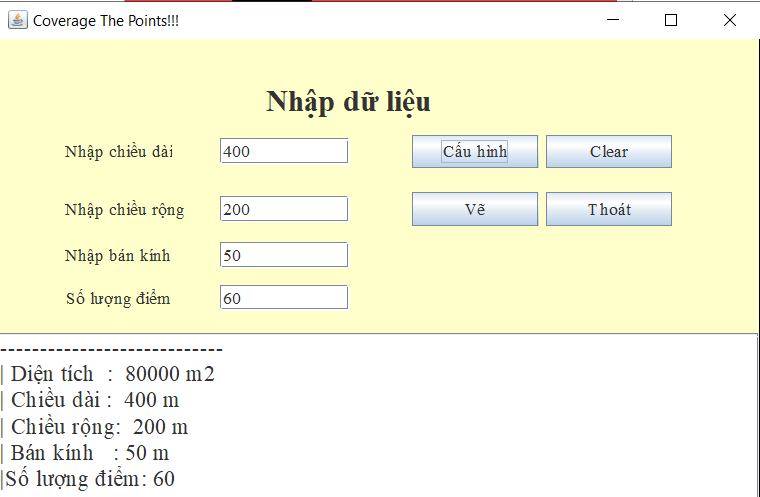 Coverage The Points!!!
Nhập dữ liệu
Nhập chiều dài 400 Cấu hình Clear
Nhập chiều rộng 200 Vẽ Thoát
Nhập bán kính 50
Số lượng điểm 60
----------------------------
| Diện tích : 80000 m2
| Chiều dài : 400 m
| Chiều rộng: 200 m
| Bán kính : 50 m
|Số lượng điểm: 60